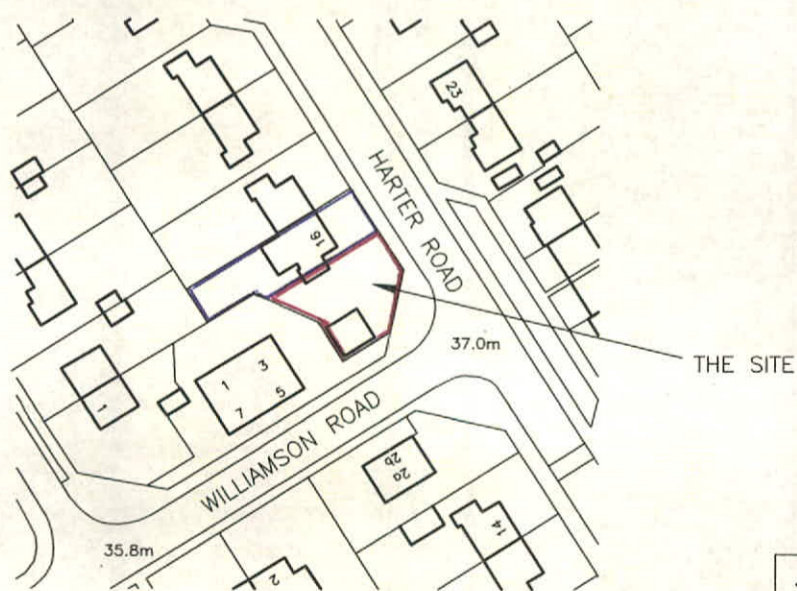 23
HARTER ROAD
16
37.0m
THE SITE
1
3
1
7
5
WILLIAMSON ROAD
2b
2a
14
35.8m
2